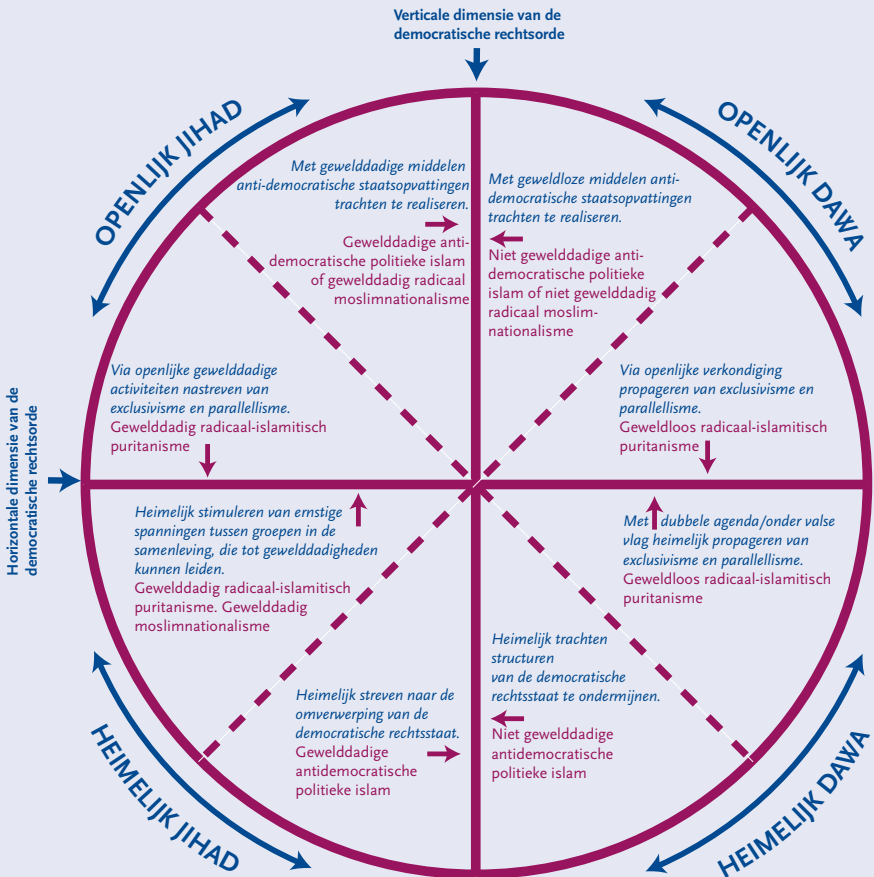 Verticale dimensie van de
democratische rechtsorde
OPENLIJK JIHAD
OPENLIJK DAWA
Met gewelddadige middelen
anti-democratische staatsopvattingen
trachten te realiseren.
Gewelddadige anti-
democratische politieke islam
of gewelddadig radicaal
moslimnationalisme
Met geweldloze middelen anti-
democratische staatsopvattingen
trachten te realiseren.
Niet gewelddadige anti-
democratische politieke
islam of niet gewelddadig
radicaal moslim-
nationalisme
Via openlijke gewelddadige
activiteiten nastreven van
exclusivisme en parallellisme.
Gewelddadig radicaal-islamitisch
puritanisme
Via openlijke verkondiging
propageren van exclusivisme en
parallellisme.
Geweldloos radicaal-islamitisch
puritanisme
Horizontale dimensie van de
democratische rechtsorde
Heimelijk stimuleren van ernstige
spanningen tussen groepen in de
samenleving, die tot gewelddadigheden
kunnen leiden.
Gewelddadig radicaal-islamitisch
puritanisme. Gewelddadig
moslimnationalisme
Met dubbele agenda/onder valse
vlag heimelijk propageren van
exclusivisme en parallellisme.
Geweldloos radicaal-islamitisch
puritanisme
Heimelijk streven naar de
omverwerping van de
democratische rechtsstaat.
Gewelddadige
antidemocratische
politieke islam
Heimelijk trachten
structuren
van de democratische
rechtsstaat te ondermijnen.
Niet gewelddadige
antidemocratische
politieke islam
HEIMELIJK JIHAD
HEIMELIJK DAWA